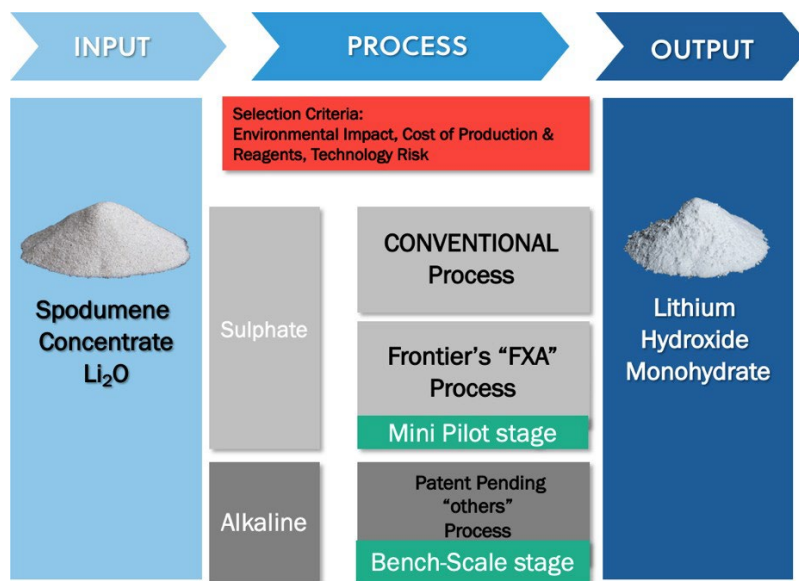 INPUT
PROCESS
OUTPUT
Selection Criteria:
Environmental Impact, Cost of Production &
Reagents, Technology Risk
Spodumene
Concentrate
Li₂O
Sulphate
CONVENTIONAL
Process
Frontier's "FXA"
Process
Mini Pilot stage
Alkaline
Patent Pending
"others"
Process
Bench-Scale stage
Lithium
Hydroxide
Monohydrate